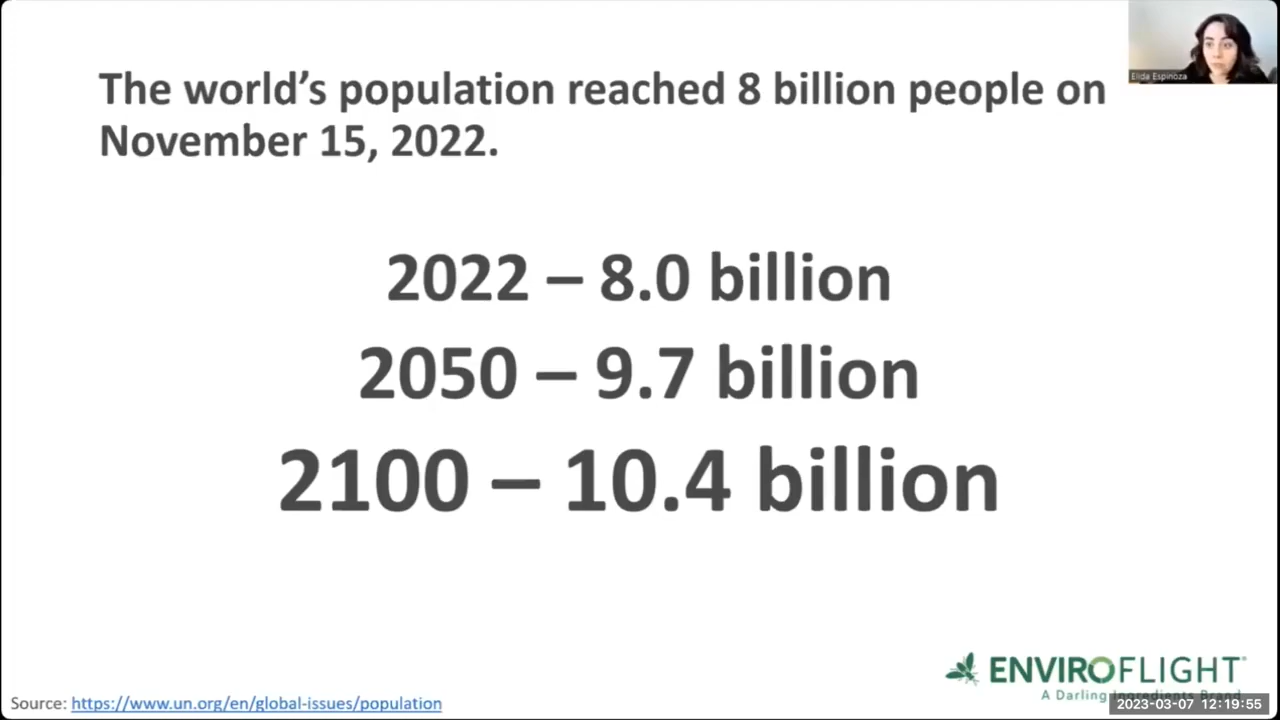 The world's population reached 8 billion people on
November 15, 2022.
Elida Espinoza
2022 – 8.0 billion
2050 – 9.7 billion
2100 – 10.4 billion
ENVIROFLIGHT
A Darling Ingredients Brand
Source: https://www.un.org/en/global-issues/population
2023-03-07 12:19:55